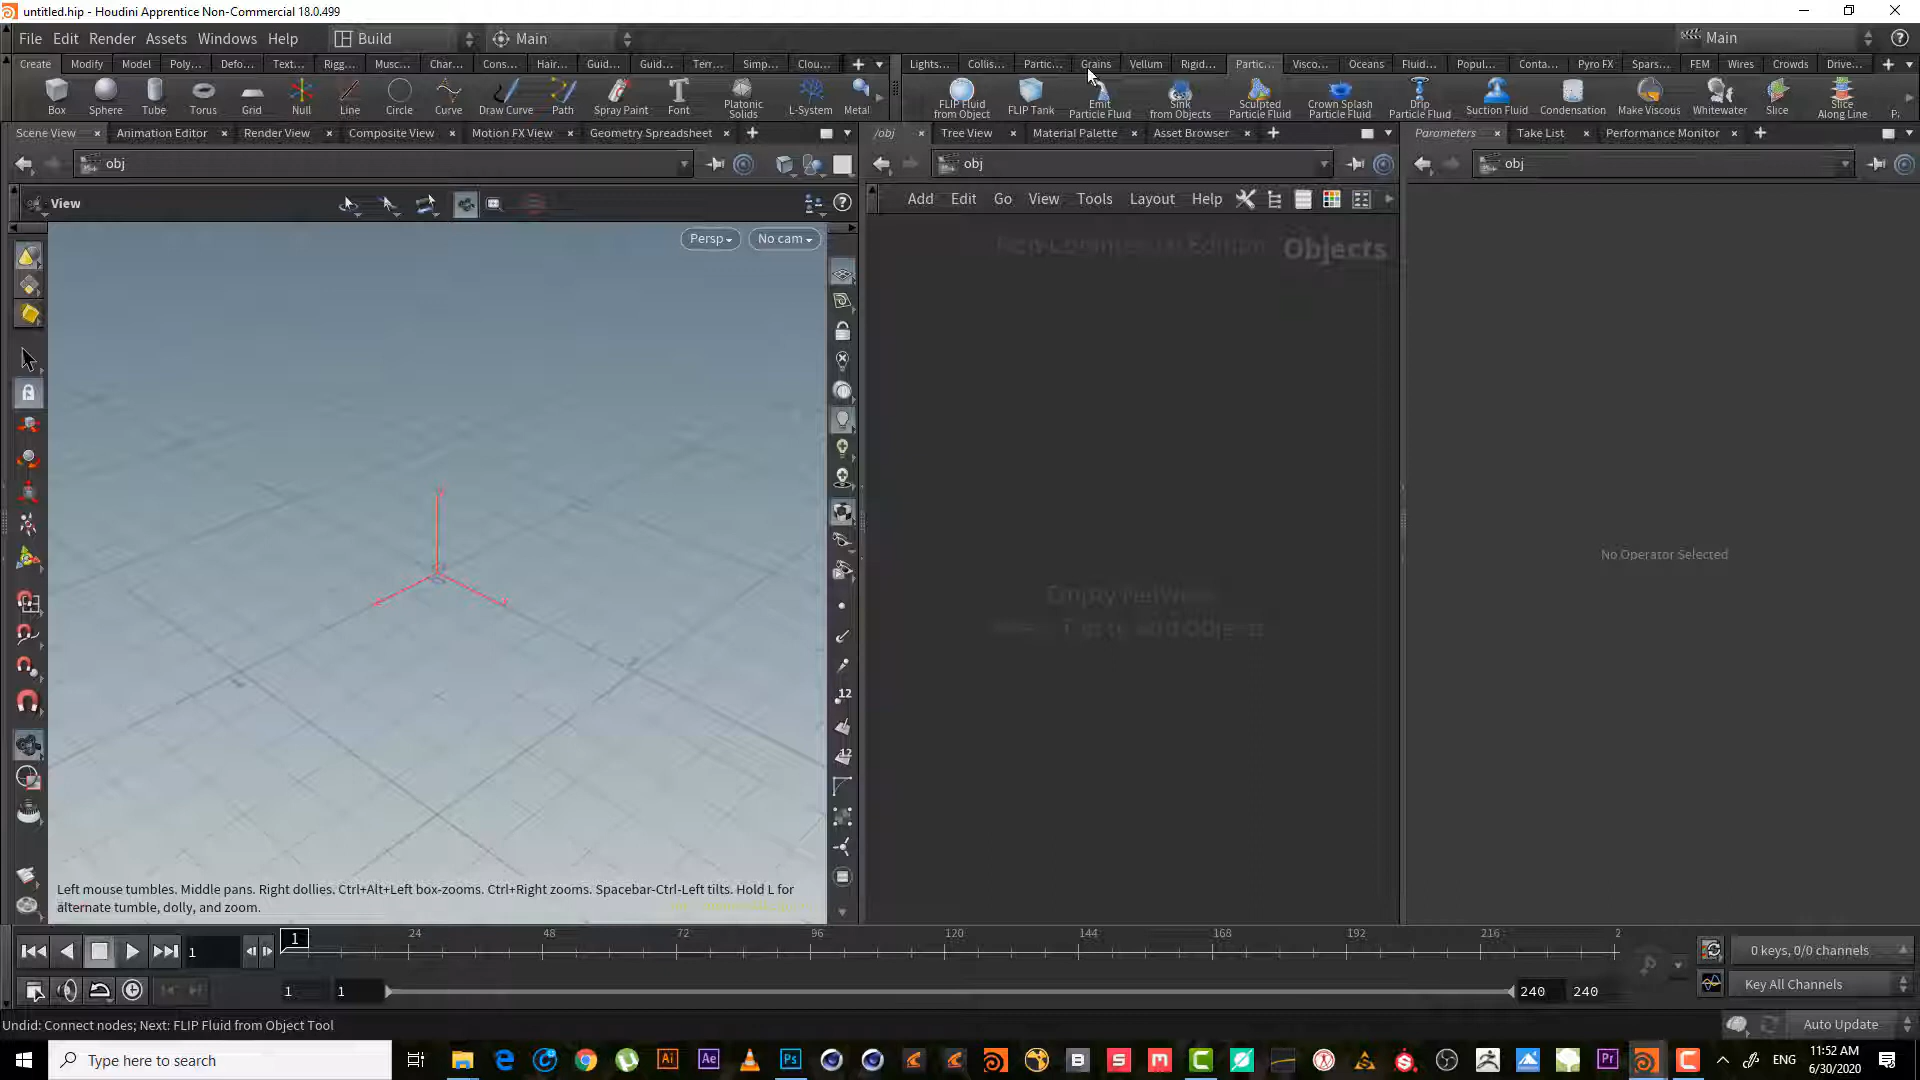 untitled.hip - Houdini Apprentice Non-Commercial 18.0.499
File Edit Render Assets Windows Help Build Main Main
Create Modify Model Poly... Defo... Text... Rigg... Musc... Char... Cons... Hair... Guid... Guid... Terr... Simp... Clou...
Lights... Collis... Partic... Grains Vellum Rigid... Partic... Visco... Oceans Fluid... Popul... Conta... Pyro FX Spars... FEM Wires Crowds Drive...
Box Sphere Tube Torus Grid Null Line Circle Curve Draw Curve Path Spray Paint Font Platonic Solids L-System Metal
FLIP Fluid from Object FLIP Tank Emit Particle Fluid Sink from Objects Sculpted Particle Fluid Crown Splash Particle Fluid Drip Particle Fluid Suction Fluid Condensation Make Viscous Whitewater Slice Slice Along Line
Scene View Animation Editor Render View Composite View Motion FX View Geometry Spreadsheet
/obj Tree View Material Palette Asset Browser
Parameters Take List Performance Monitor
obj
obj
obj
View
Add Edit Go View Tools Layout Help
Persp No cam
Non-Commercial Edition Objects
No Operator Selected
12
12
Left mouse tumbles. Middle pans. Right dollies. Ctrl+Alt+Left box-zooms. Ctrl+Right zooms. Spacebar-Ctrl-Left tilts. Hold L for
alternate tumble, dolly, and zoom.
1 1 24 48 72 96 120 144 168 192 216 2
0 keys, 0/0 channels
1 1 240 240
Key All Channels
Undid: Connect nodes; Next: FLIP Fluid from Object Tool
Auto Update
Type here to search
ENG
11:52 AM
6/30/2020